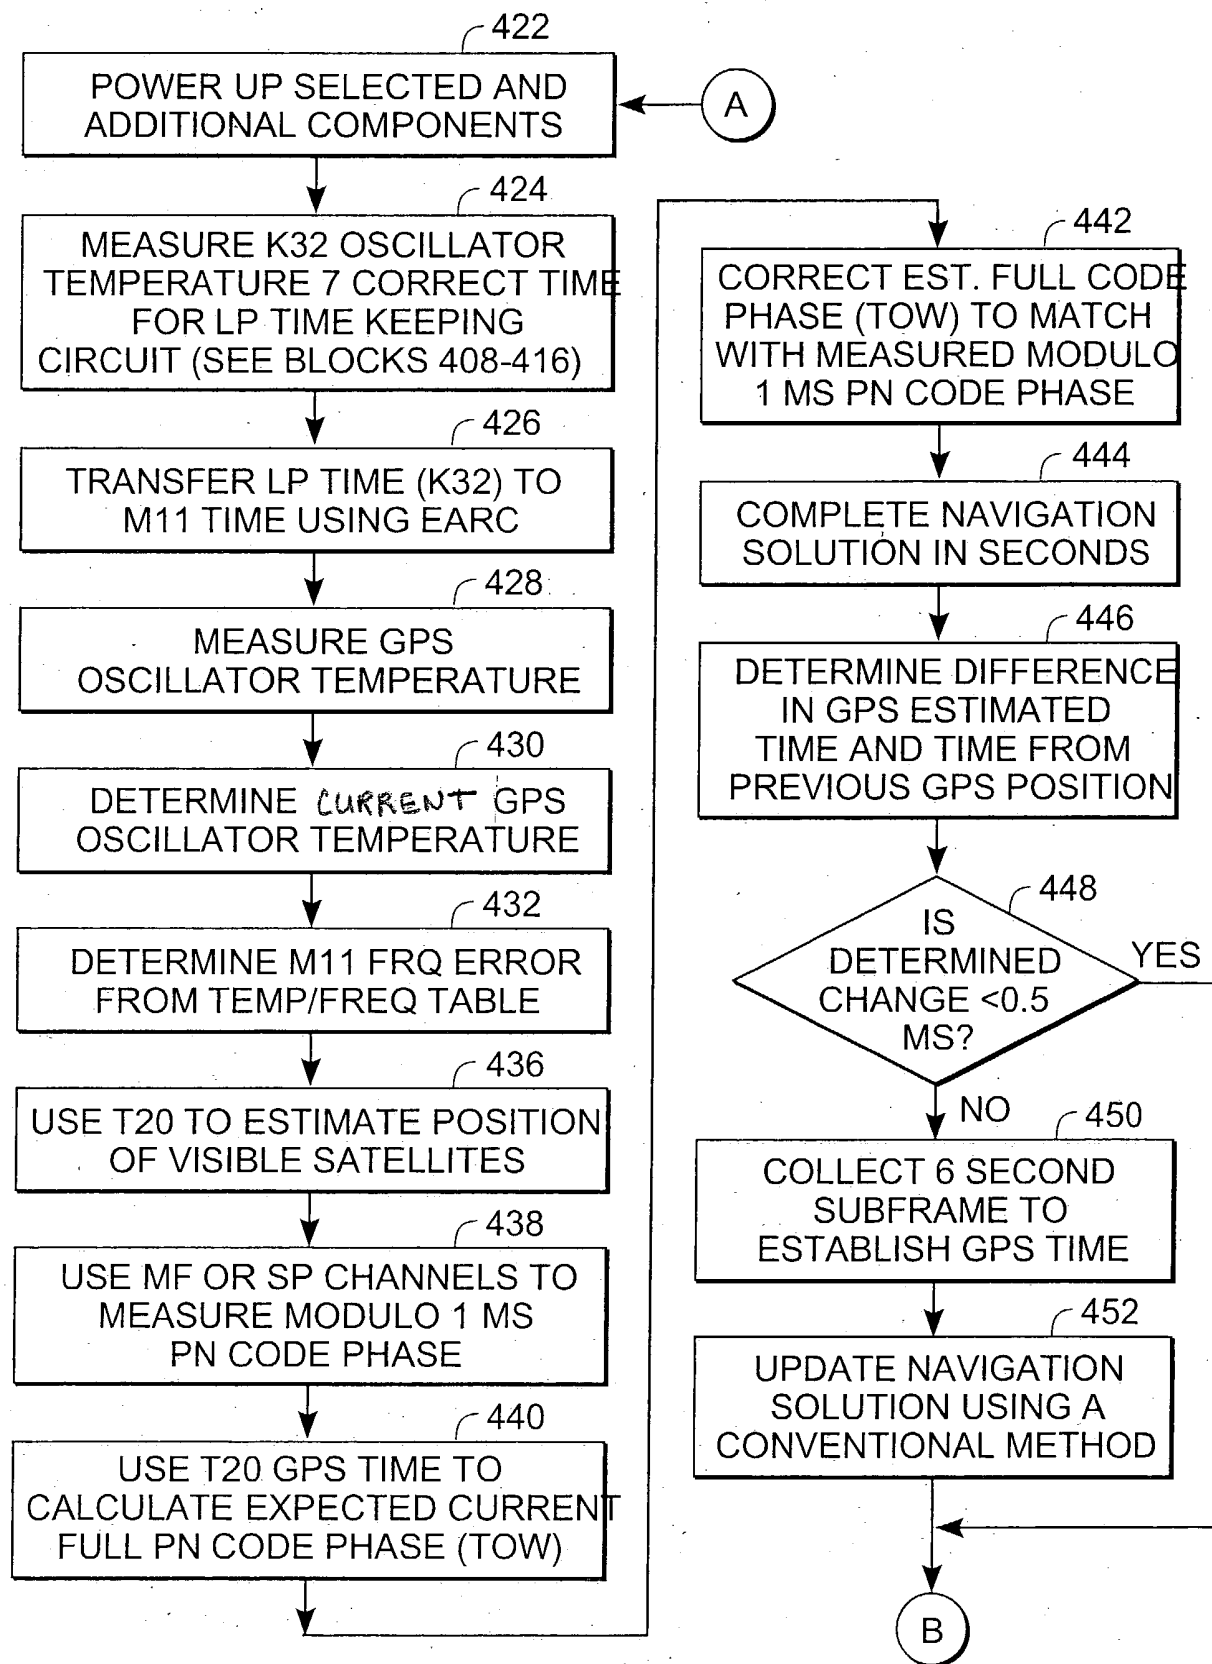 422
POWER UP SELECTED AND
ADDITIONAL COMPONENTS
A
424
MEASURE K32 OSCILLATOR
TEMPERATURE 7 CORRECT TIME
FOR LP TIME KEEPING
CIRCUIT (SEE BLOCKS 408-416)
426
TRANSFER LP TIME (K32) TO
M11 TIME USING EARC
428
MEASURE GPS
OSCILLATOR TEMPERATURE
430
DETERMINE CURRENT GPS
OSCILLATOR TEMPERATURE
432
DETERMINE M11 FRQ ERROR
FROM TEMP/FREQ TABLE
436
USE T20 TO ESTIMATE POSITION
OF VISIBLE SATELLITES
438
USE MF OR SP CHANNELS TO
MEASURE MODULO 1 MS
PN CODE PHASE
440
USE T20 GPS TIME TO
CALCULATE EXPECTED CURRENT
FULL PN CODE PHASE (TOW)
442
CORRECT EST. FULL CODE
PHASE (TOW) TO MATCH
WITH MEASURED MODULO
1 MS PN CODE PHASE
444
COMPLETE NAVIGATION
SOLUTION IN SECONDS
446
DETERMINE DIFFERENCE
IN GPS ESTIMATED
TIME AND TIME FROM
PREVIOUS GPS POSITION
448
IS
DETERMINED
CHANGE <0.5
MS?
YES
NO
450
COLLECT 6 SECOND
SUBFRAME TO
ESTABLISH GPS TIME
452
UPDATE NAVIGATION
SOLUTION USING A
CONVENTIONAL METHOD
B